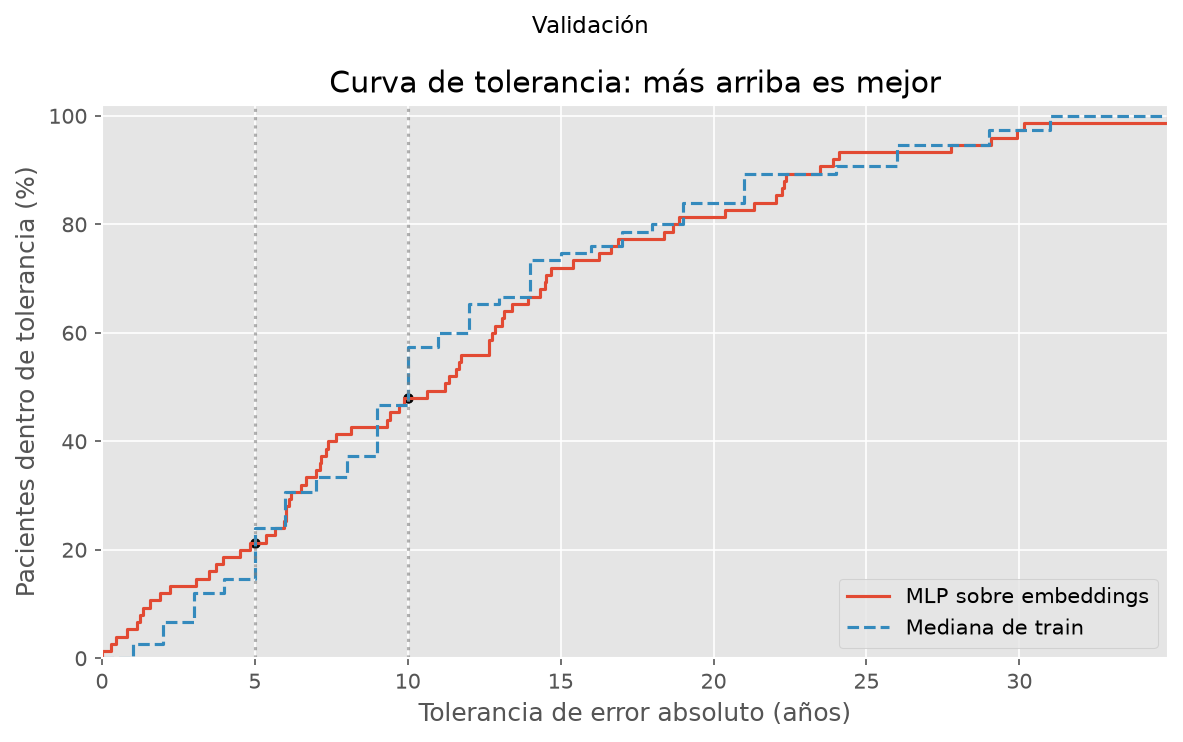 Validación
Curva de tolerancia: más arriba es mejor
Pacientes dentro de tolerancia (%)
100
80
60
40
20
0
0 5 10 15 20 25 30
Tolerancia de error absoluto (años)
MLP sobre embeddings
Mediana de train